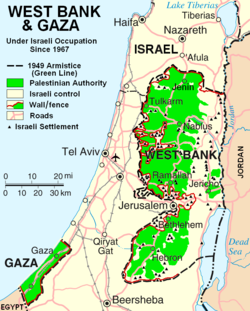 WEST BANK
& GAZA
Under Israeli Occupation
Since 1967
1949 Armistice
(Green Line)
Palestinian Authority
Israeli control
Wall/fence
Roads
Israeli Settlement
0 10 20 mi
0 10 20 30 km
Lake Tiberias
Haifa
Tiberias
Nazareth
ISRAEL
Afula
Jenin
Tulkarm
Nablus
Jordan
Tel Aviv
WEST BANK
JORDAN
Ramallah
Jericho
Jerusalem
Bethlehem
Qiryat
Gat
Dead
Sea
Hebron
Gaza
GAZA
EGYPT
Beersheba